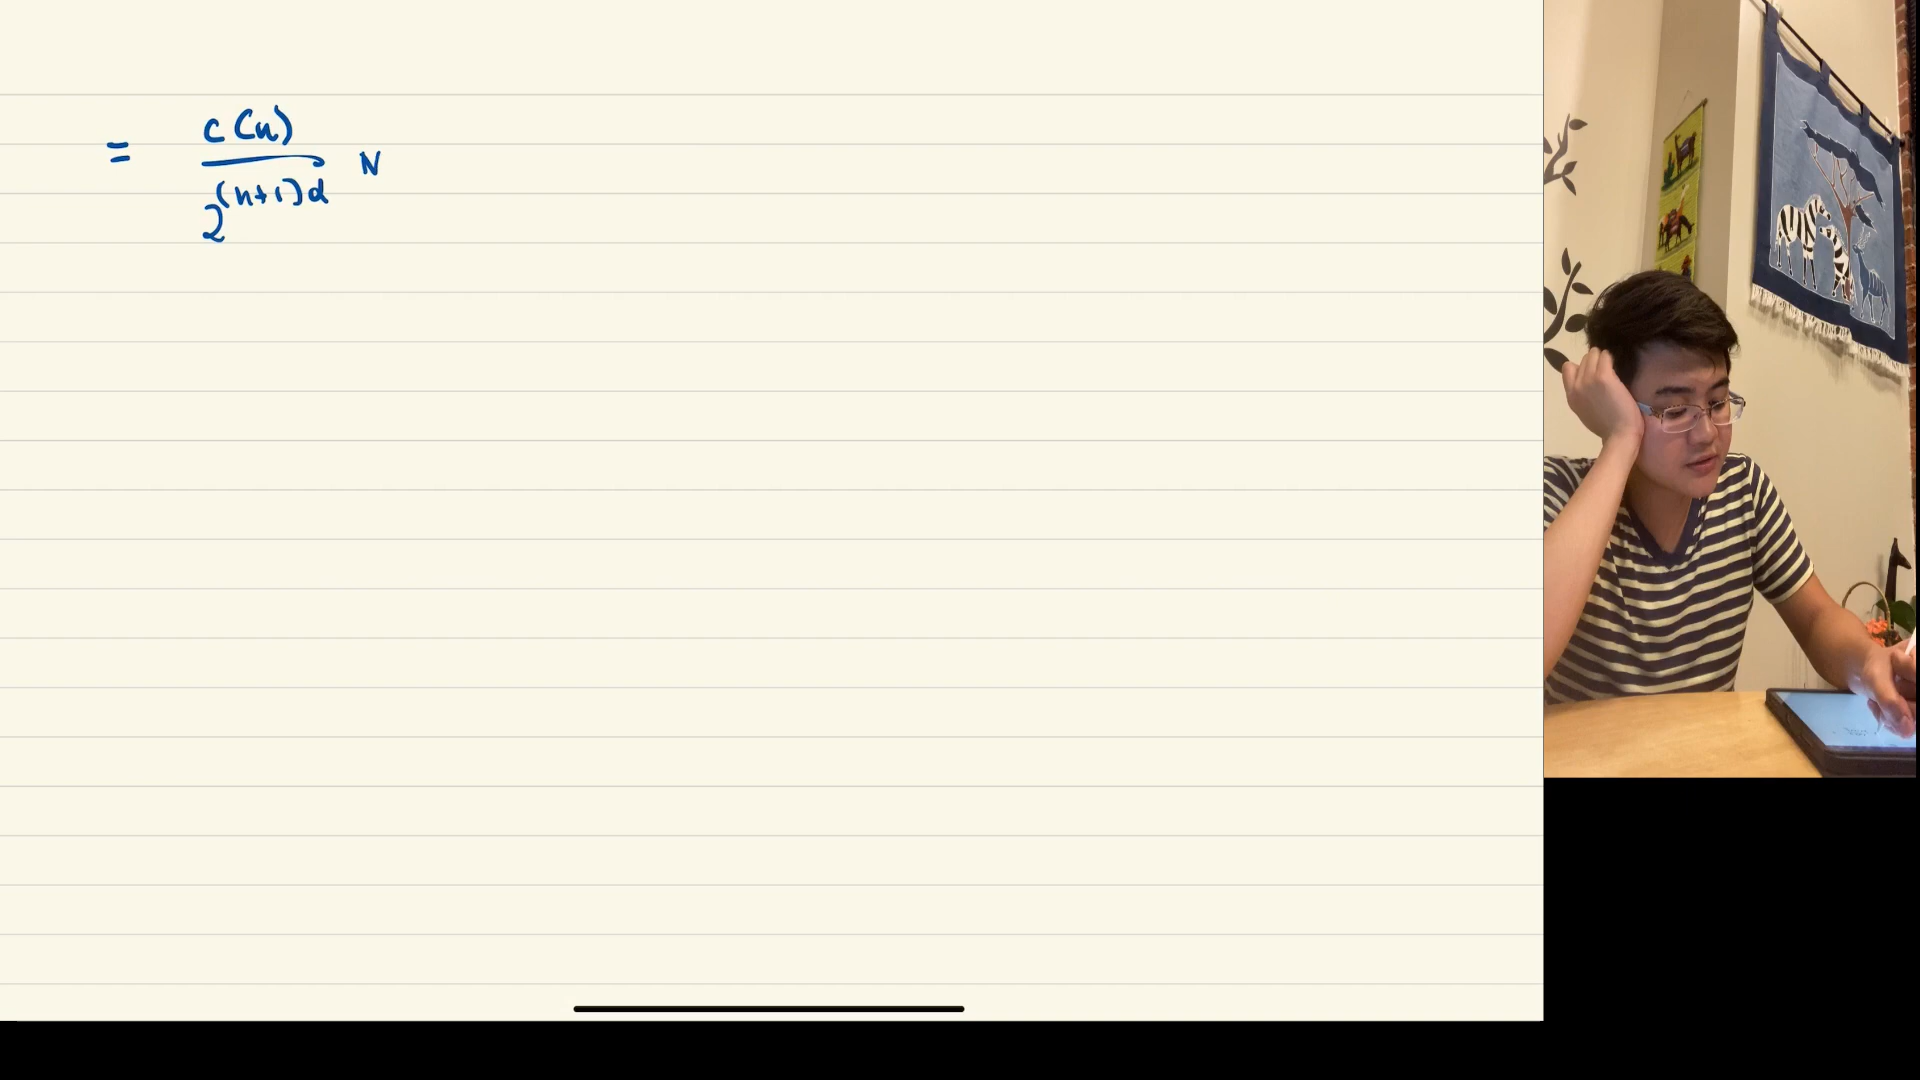 = c(n) / 2^{(n+1)d} N